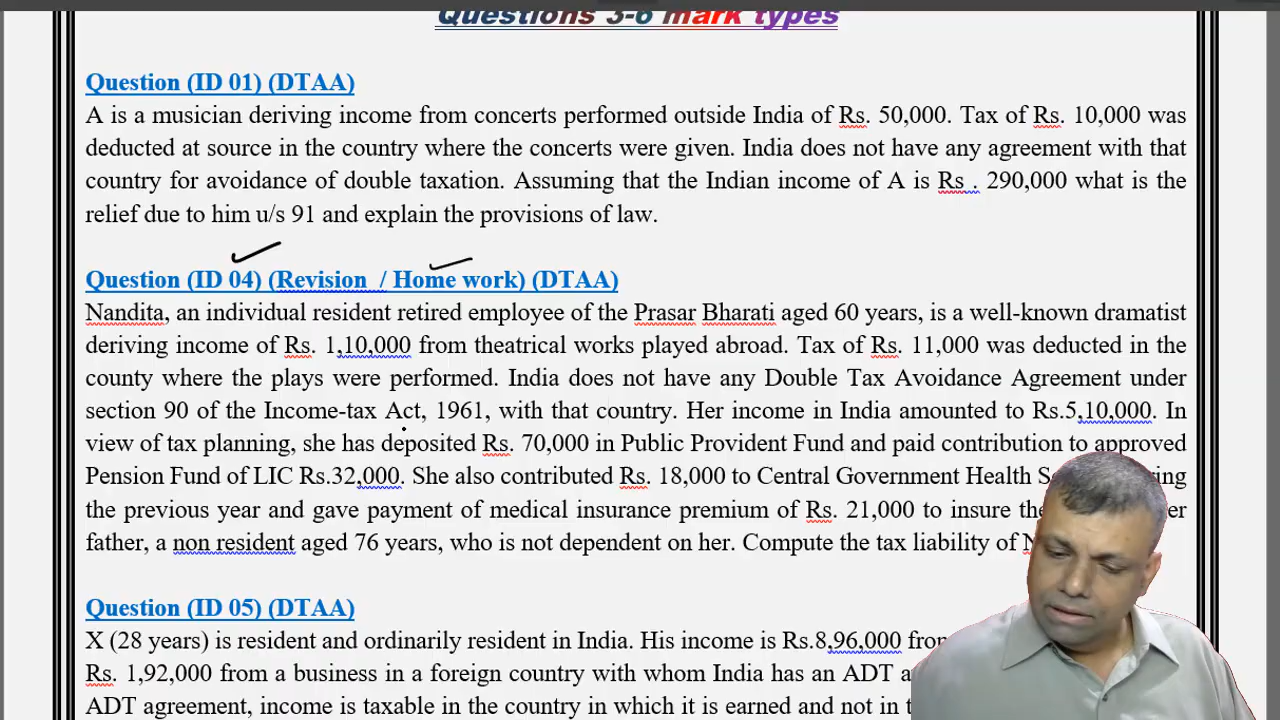 Questions 3-6 mark types
Question (ID 01) (DTAA)
A is a musician deriving income from concerts performed outside India of Rs. 50,000. Tax of Rs. 10,000 was
deducted at source in the country where the concerts were given. India does not have any agreement with that
country for avoidance of double taxation. Assuming that the Indian income of A is Rs . 290,000 what is the
relief due to him u/s 91 and explain the provisions of law.
Question (ID 04) (Revision / Home work) (DTAA)
Nandita, an individual resident retired employee of the Prasar Bharati aged 60 years, is a well-known dramatist
deriving income of Rs. 1,10,000 from theatrical works played abroad. Tax of Rs. 11,000 was deducted in the
county where the plays were performed. India does not have any Double Tax Avoidance Agreement under
section 90 of the Income-tax Act, 1961, with that country. Her income in India amounted to Rs.5,10,000. In
view of tax planning, she has deposited Rs. 70,000 in Public Provident Fund and paid contribution to approved
Pension Fund of LIC Rs.32,000. She also contributed Rs. 18,000 to Central Government Health
the previous year and gave payment of medical insurance premium of Rs. 21,000 to insure
father, a non resident aged 76 years, who is not dependent on her. Compute the tax liability of
Question (ID 05) (DTAA)
X (28 years) is resident and ordinarily resident in India. His income is Rs.8,96,000
Rs. 1,92,000 from a business in a foreign country with whom India has an ADT
ADT agreement, income is taxable in the country in which it is earned and not in